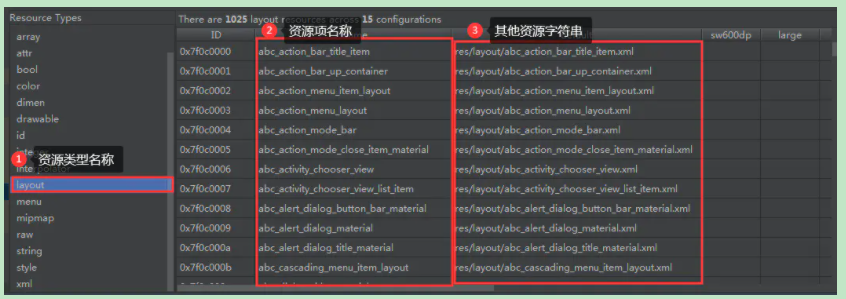 Resource Types
There are 1025 layout resources across 15 configurations
array
attr
bool
color
dimen
drawable
id
layout
menu
mipmap
raw
string
style
xml
1 资源类型名称
2 资源项名称
3 其他资源字符串
ID sw600dp large
0x7f0c0000 abc_action_bar_title_item res/layout/abc_action_bar_title_item.xml
0x7f0c0001 abc_action_bar_up_container res/layout/abc_action_bar_up_container.xml
0x7f0c0002 abc_action_menu_item_layout res/layout/abc_action_menu_item_layout.xml
0x7f0c0003 abc_action_menu_layout res/layout/abc_action_menu_layout.xml
0x7f0c0004 abc_action_mode_bar res/layout/abc_action_mode_bar.xml
0x7f0c0005 abc_action_mode_close_item_material res/layout/abc_action_mode_close_item_material.xml
0x7f0c0006 abc_activity_chooser_view res/layout/abc_activity_chooser_view.xml
0x7f0c0007 abc_activity_chooser_view_list_item res/layout/abc_activity_chooser_view_list_item.xml
0x7f0c0008 abc_alert_dialog_button_bar_material res/layout/abc_alert_dialog_button_bar_material.xml
0x7f0c0009 abc_alert_dialog_material res/layout/abc_alert_dialog_material.xml
0x7f0c000a abc_alert_dialog_title_material res/layout/abc_alert_dialog_title_material.xml
0x7f0c000b abc_cascading_menu_item_layout res/layout/abc_cascading_menu_item_layout.xml